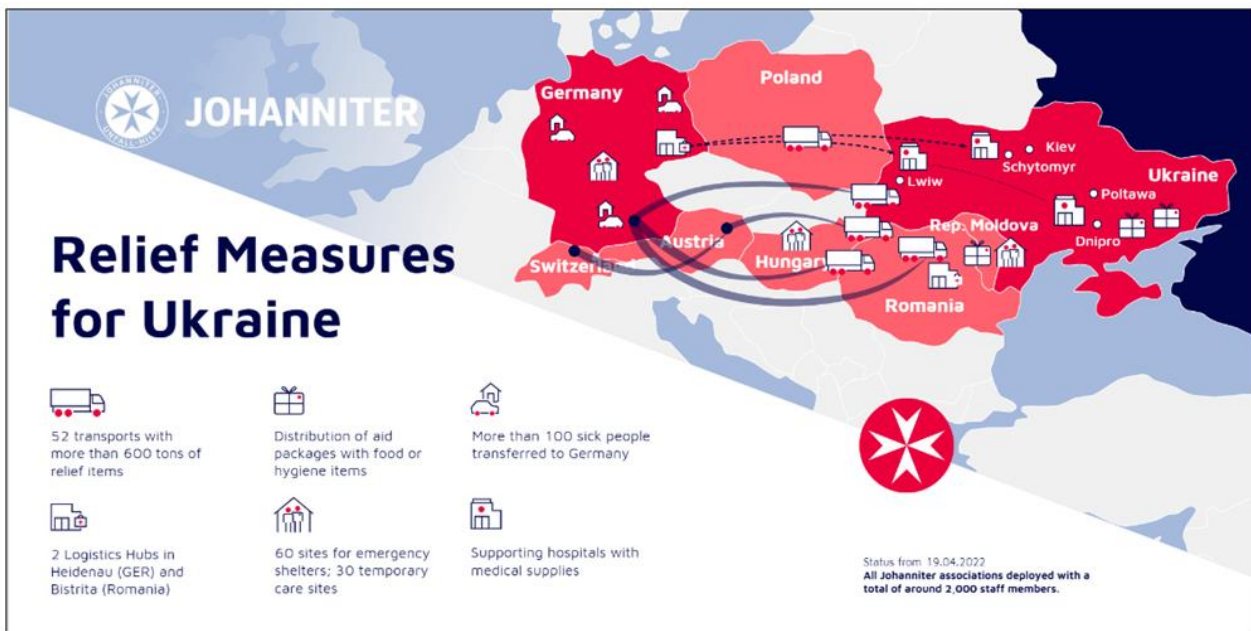 JOHANNITER
JOHANNITER
UNFALL-HILFE
Relief Measures
for Ukraine
Germany
Poland
Kiev
Schytomyr
Ukraine
Lwiw
Poltawa
Rep. Moldova
Dnipro
Austria
Switzerland
Hungary
Romania
52 transports with
more than 600 tons of
relief items
Distribution of aid
packages with food or
hygiene items
More than 100 sick people
transferred to Germany
2 Logistics Hubs in
Heidenau (GER) and
Bistrita (Romania)
60 sites for emergency
shelters; 30 temporary
care sites
Supporting hospitals with
medical supplies
Status from 19.04.2022
All Johanniter associations deployed with a
total of around 2,000 staff members.